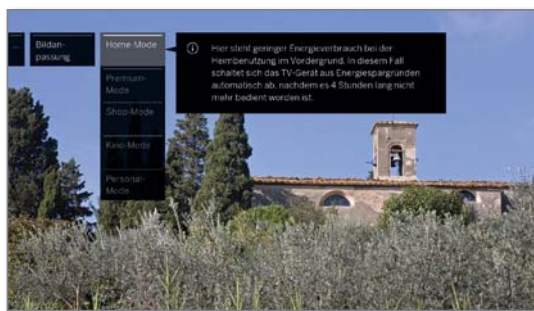 Bildan-
passung
Home-Mode
Premium-
Mode
Shop-Mode
Kino-Mode
Personal-
Mode
Hier steht geringer Energieverbrauch bei der
Heimbenutzung im Vordergrund. In diesem Fall
schaltet sich das TV-Gerät aus Energiespargründen
automatisch ab, nachdem es 4 Stunden lang nicht
mehr bedient worden ist.